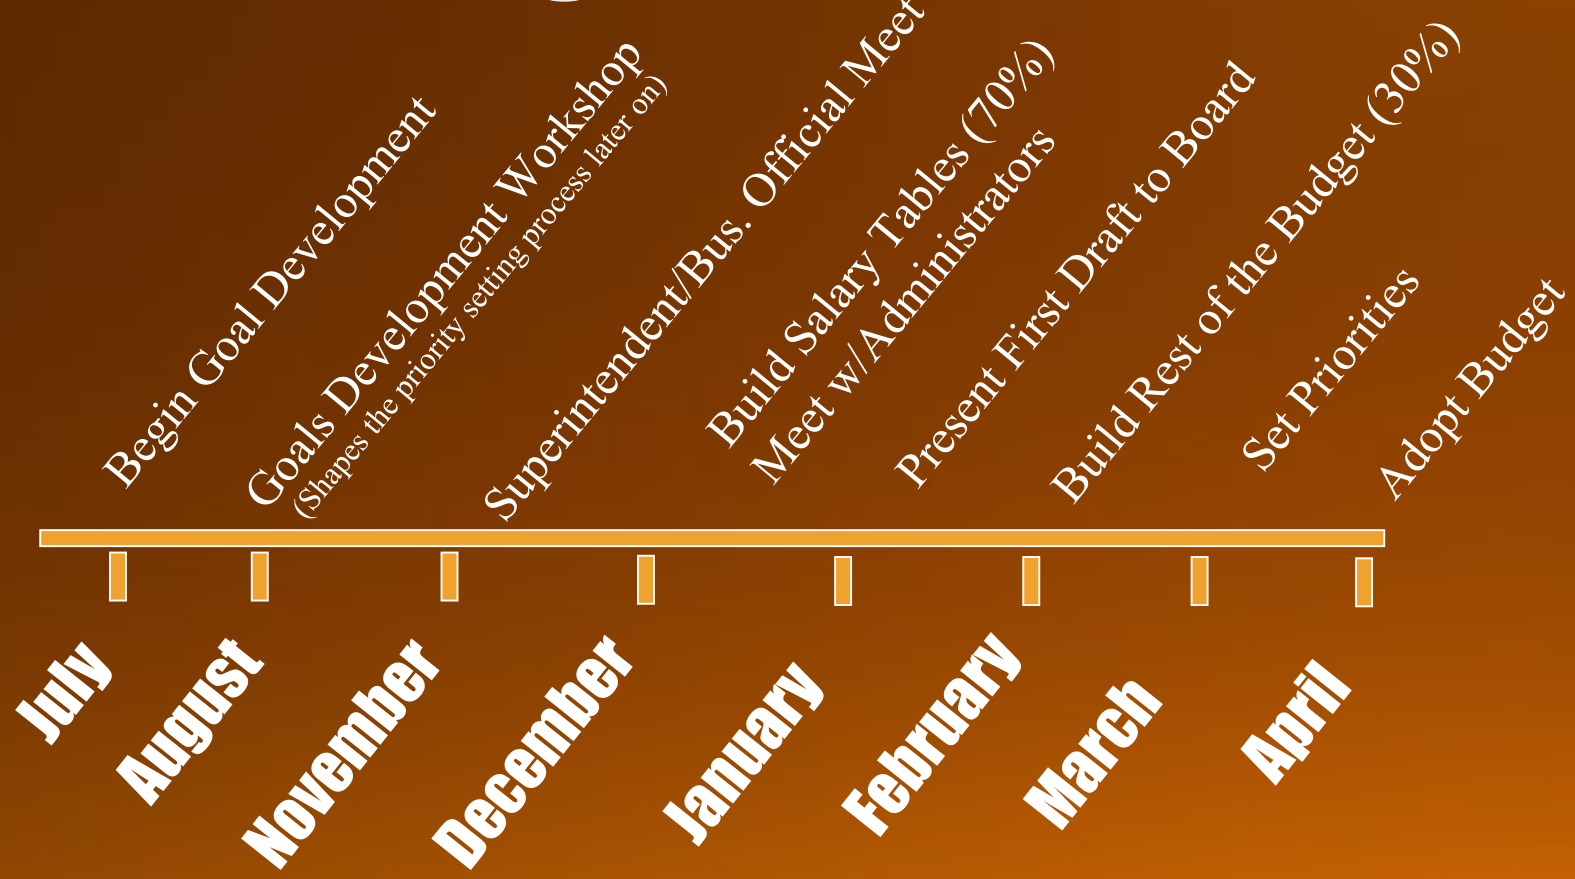 Begin Goal Development
Goals Development Workshop
(Shapes the priority setting process later on)
Superintendent/Bus. Official Meet
Build Salary Tables (70%)
Meet w/Administrators
Present First Draft to Board
Build Rest of the Budget (30%)
Set Priorities
Adopt Budget
July
August
November
December
January
February
March
April